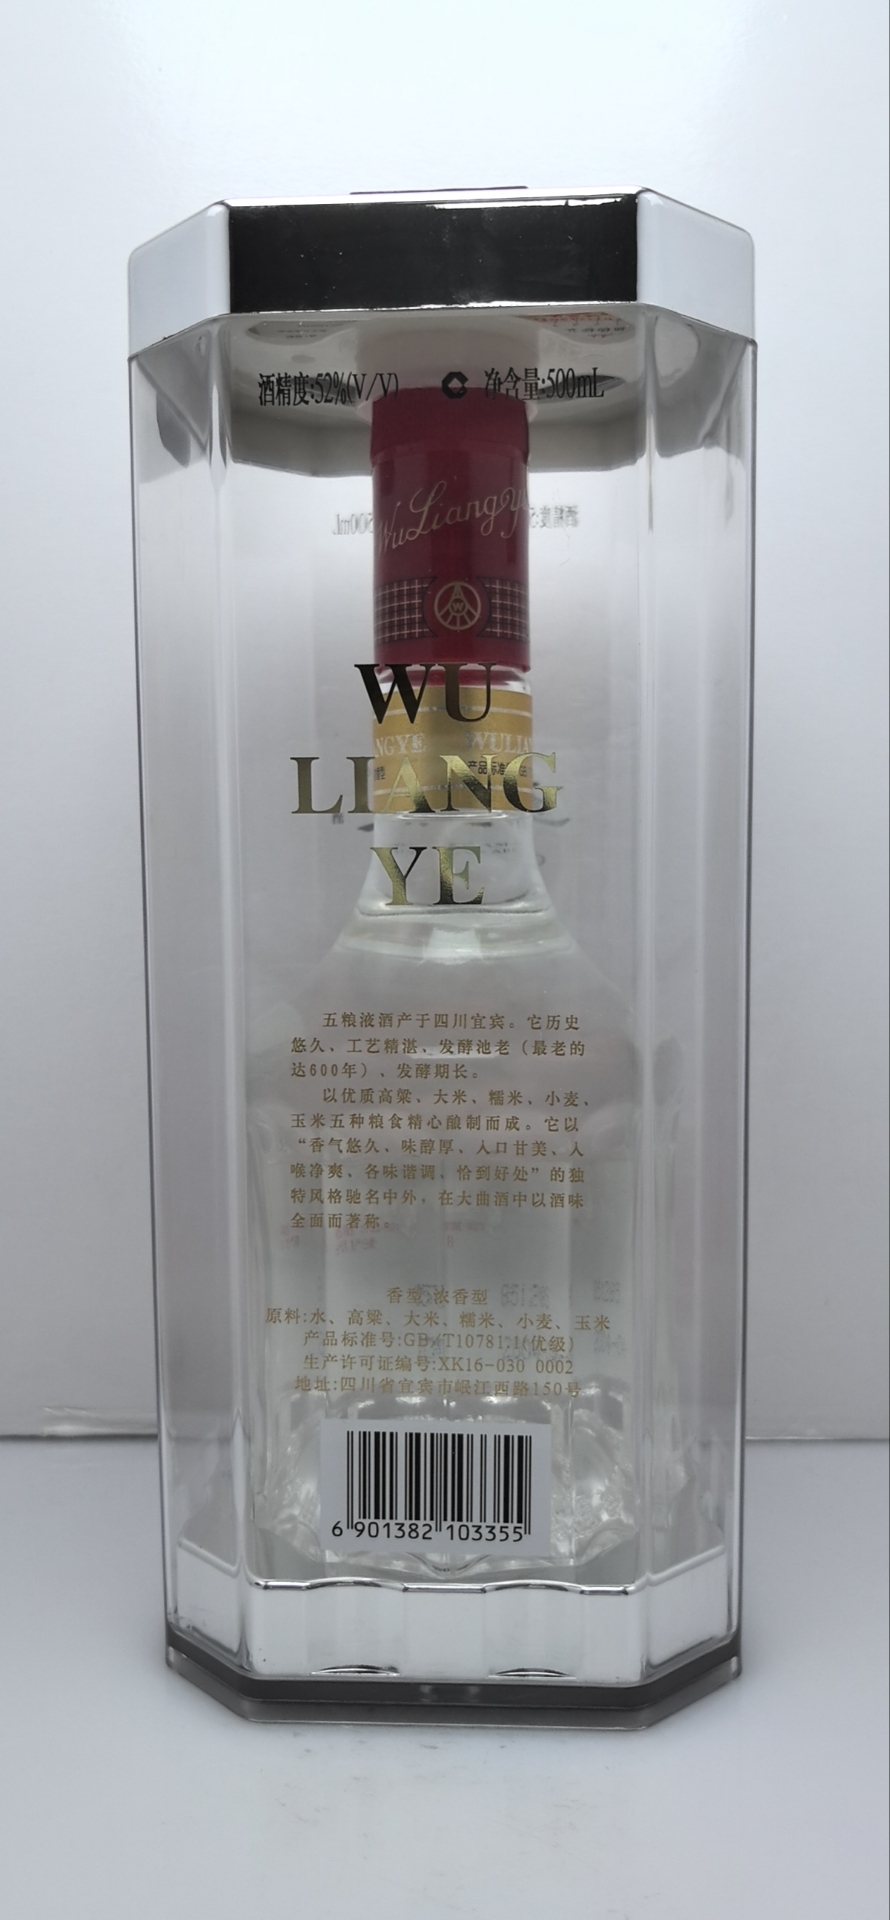 酒精度:52%(V/V) 净含量:500mL
WuLiangye
W
WU
NGYE WULIA
产品标准
LIANG
YE
五粮液酒产于四川宜宾。它历史
悠久、工艺精湛、发酵池老（最老的
达600年）、发酵期长。
以优质高粱、大米、糯米、小麦、
玉米五种粮食精心酿制而成。它以
“香气悠久、味醇厚、入口甘美、入
喉净爽、各味谐调、恰到好处”的独
特风格驰名中外，在大曲酒中以酒味
全面而著称。
香型:浓香型
原料:水、高粱、大米、糯米、小麦、玉米
产品标准号:GB/T10781.1(优级)
生产许可证编号:XK16-030 0002
地址:四川省宜宾市岷江西路150号
6 901382 103355